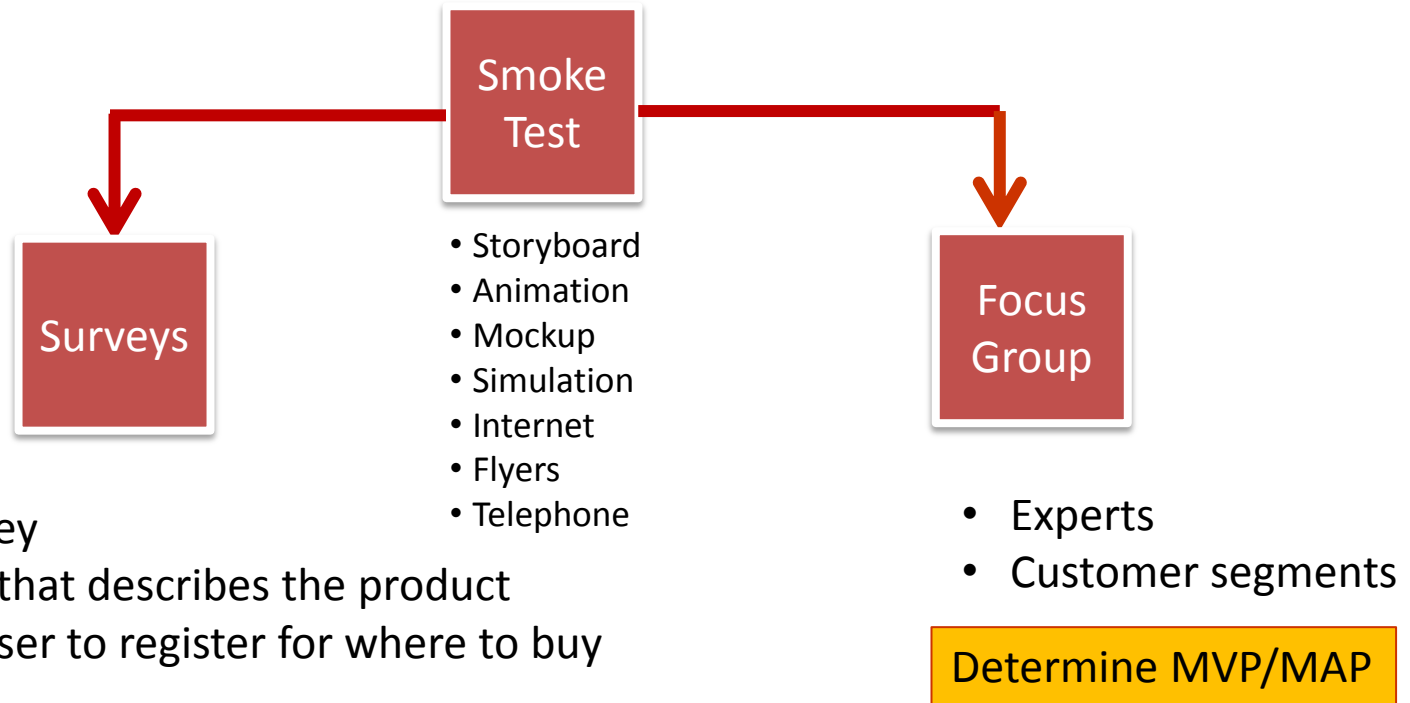 Smoke
Test
Surveys
• Storyboard
• Animation
• Mockup
• Simulation
• Internet
• Flyers
• Telephone
Focus
Group
that describes the product
to register for where to buy
• Experts
• Customer segments
Determine MVP/MAP